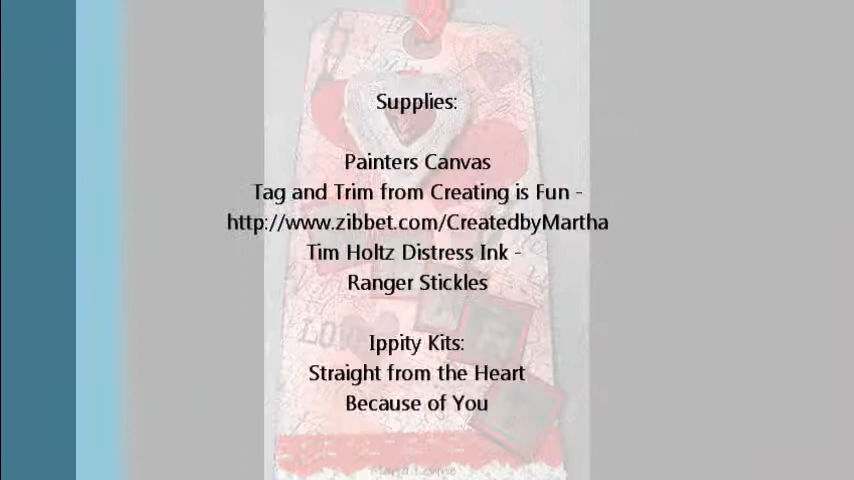 Supplies:
Painters Canvas
Tag and Trim from Creating is Fun -
http://www.zibbet.com/CreatedbyMartha
Tim Holtz Distress Ink -
Ranger Stickles
Ippity Kits:
Straight from the Heart
Because of You
LOVE